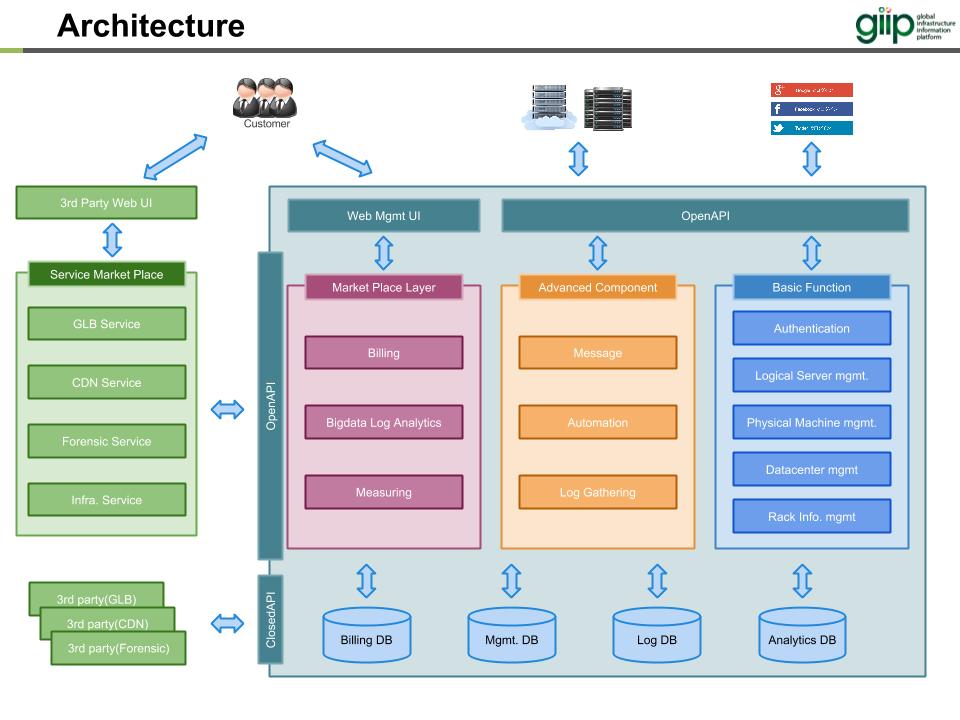 Architecture
giip
global
infrastructure
information
platform
Customer
3rd Party Web UI
Web Mgmt UI
OpenAPI
Service Market Place
GLB Service
CDN Service
Forensic Service
Infra. Service
OpenAPI
Market Place Layer
Billing
Bigdata Log Analytics
Measuring
Advanced Component
Message
Automation
Log Gathering
Basic Function
Authentication
Logical Server mgmt.
Physical Machine mgmt.
Datacenter mgmt
Rack Info. mgmt
3rd party(GLB)
3rd party(CDN)
3rd party(Forensic)
ClosedAPI
Billing DB
Mgmt. DB
Log DB
Analytics DB